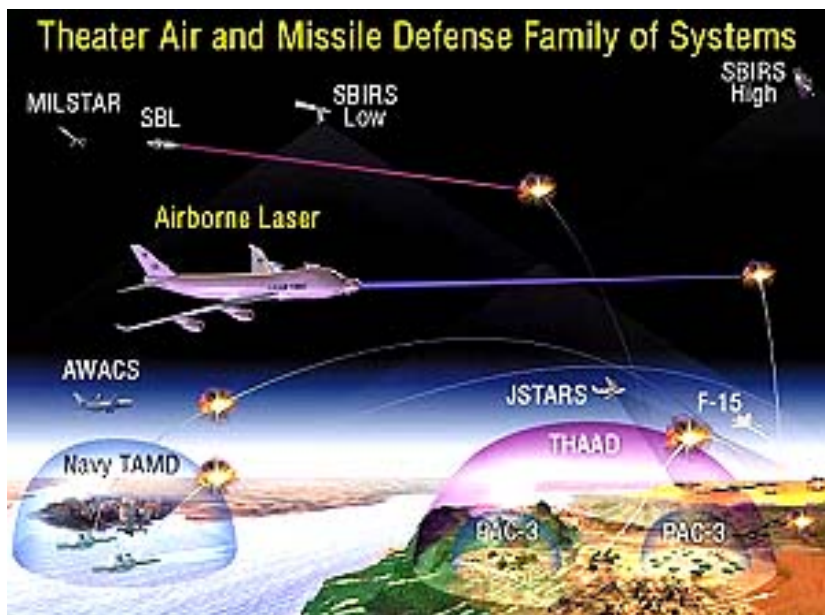 Theater Air and Missile Defense Family of Systems
MILSTAR
SBL
SBIRS
Low
SBIRS
High
Airborne Laser
AWACS
JSTARS
F-15
THAAD
Navy TAMD
PAC-3
PAC-3